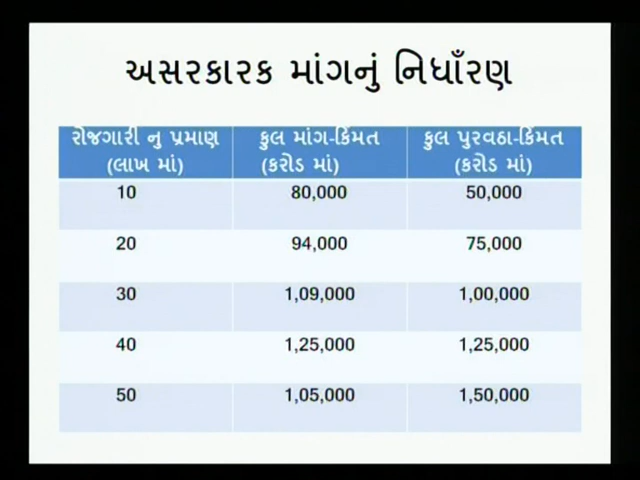 અસરકારક માંગનું નિર્ધારણ
રોજગારી નુ પ્રમાણ (લાખ માં) કુલ માંગ-કિંમત (કરોડ માં) કુલ પુરવઠા-કિંમત (કરોડ માં)
10 80,000 50,000
20 94,000 75,000
30 1,09,000 1,00,000
40 1,25,000 1,25,000
50 1,05,000 1,50,000